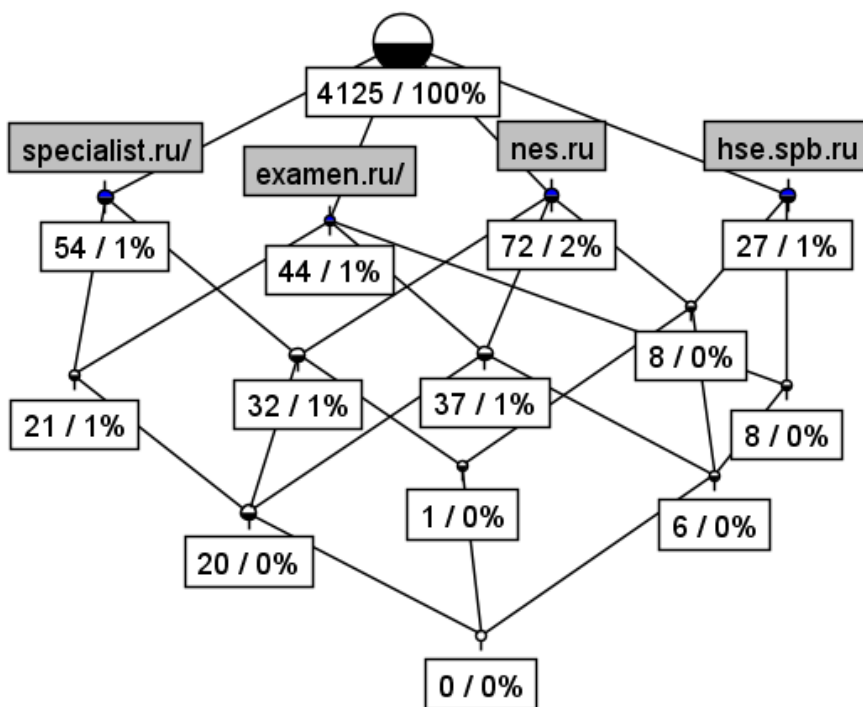 4125 / 100%
specialist.ru/
examen.ru/
nes.ru
hse.spb.ru
54 / 1%
44 / 1%
72 / 2%
27 / 1%
21 / 1%
32 / 1%
37 / 1%
8 / 0%
8 / 0%
20 / 0%
1 / 0%
6 / 0%
0 / 0%